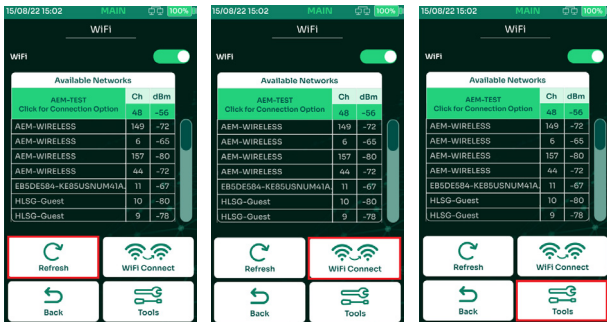 15/08/22 15:02 MAIN 100%
WiFi
WiFi
Available Networks
AEM-TEST Ch dBm
Click for Connection Option 48 -56
AEM-WIRELESS 149 -72
AEM-WIRELESS 6 -65
AEM-WIRELESS 157 -80
AEM-WIRELESS 44 -72
EB5DE584-KE85USNUM41A. 11 -67
HLSG-Guest 10 -80
HLSG-Guest 9 -78
Refresh WiFi Connect
Back Tools
15/08/22 15:02 MAIN 100%
WiFi
WiFi
Available Networks
AEM-TEST Ch dBm
Click for Connection Option 48 -56
AEM-WIRELESS 149 -72
AEM-WIRELESS 6 -65
AEM-WIRELESS 157 -80
AEM-WIRELESS 44 -72
EB5DE584-KE85USNUM41A. 11 -67
HLSG-Guest 10 -80
HLSG-Guest 9 -78
Refresh WiFi Connect
Back Tools
15/08/22 15:02 MAIN 100%
WiFi
WiFi
Available Networks
AEM-TEST Ch dBm
Click for Connection Option 48 -56
AEM-WIRELESS 149 -72
AEM-WIRELESS 6 -65
AEM-WIRELESS 157 -80
AEM-WIRELESS 44 -72
EB5DE584-KE85USNUM41A. 11 -67
HLSG-Guest 10 -80
HLSG-Guest 9 -78
Refresh WiFi Connect
Back Tools